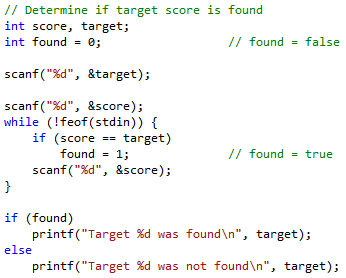 // Determine if target score is found
int score, target;
int found = 0;                  // found = false

scanf("%d", &target);

scanf("%d", &score);
while (!feof(stdin)) {
    if (score == target)
        found = 1;              // found = true
    scanf("%d", &score);
}

if (found)
    printf("Target %d was found\n", target);
else
    printf("Target %d was not found\n", target);